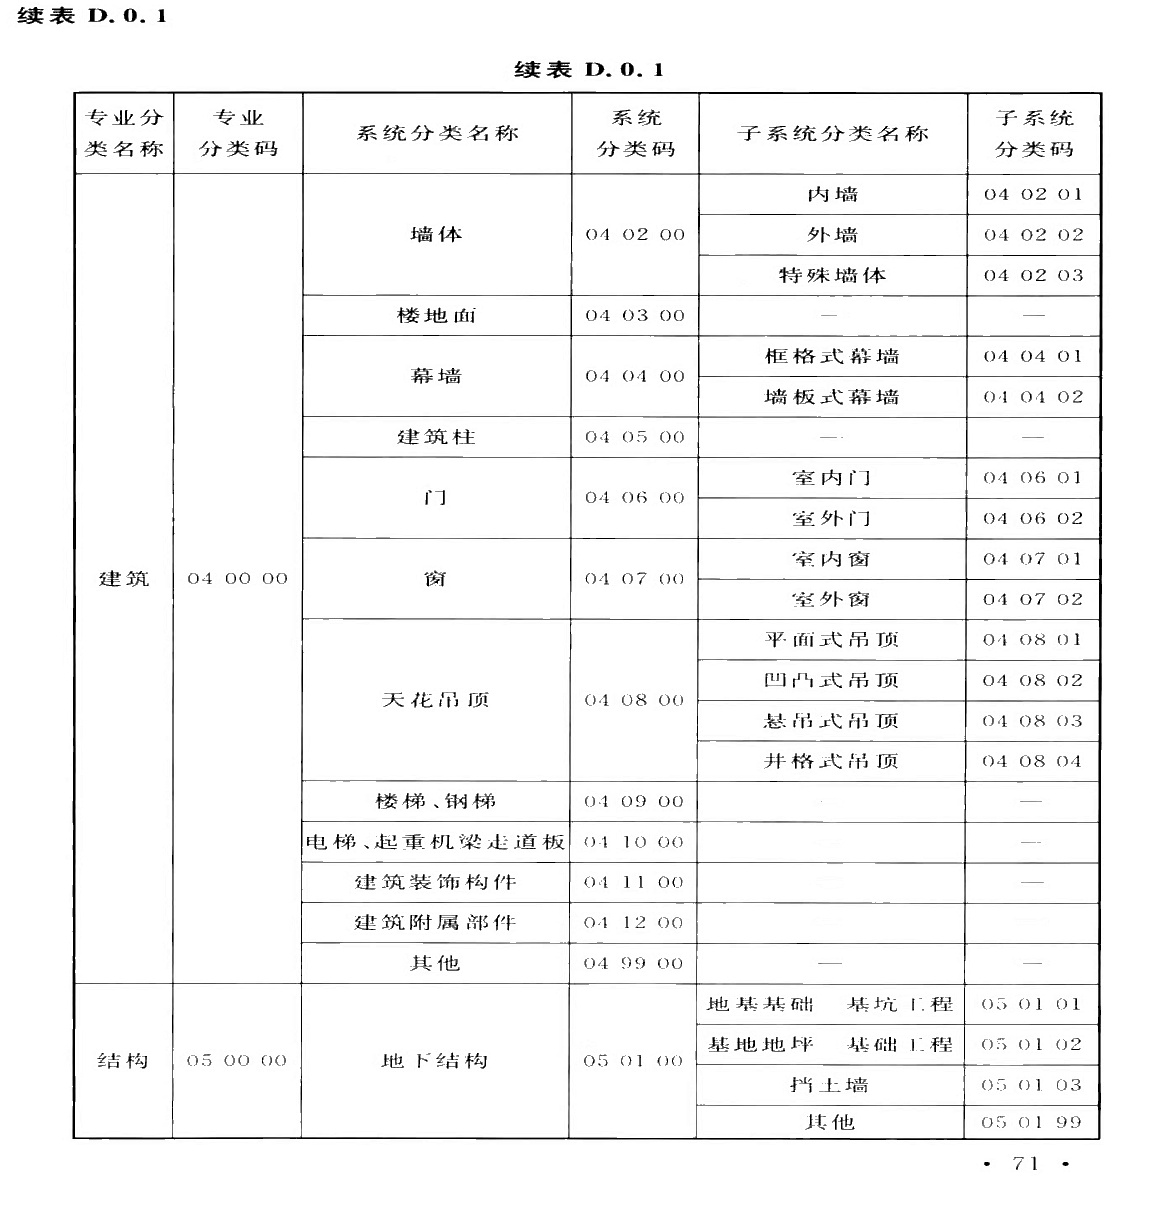 续表 D.0.1
续表 D.0.1
专业分类名称 专业分类码 系统分类名称 系统分类码 子系统分类名称 子系统分类码
建筑 04 00 00 墙体 04 02 00 内墙 04 02 01
外墙 04 02 02
特殊墙体 04 02 03
楼地面 04 03 00 — —
幕墙 04 04 00 框格式幕墙 04 04 01
墙板式幕墙 04 04 02
建筑柱 04 05 00 — —
门 04 06 00 室内门 04 06 01
室外门 04 06 02
窗 04 07 00 室内窗 04 07 01
室外窗 04 07 02
天花吊顶 04 08 00 平面式吊顶 04 08 01
凹凸式吊顶 04 08 02
悬吊式吊顶 04 08 03
井格式吊顶 04 08 04
楼梯、钢梯 04 09 00 —
电梯、起重机梁走道板 04 10 00 —
建筑装饰构件 04 11 00 —
建筑附属部件 04 12 00
其他 04 99 00 — —
结构 05 00 00 地下结构 05 01 00 地基基础 基坑工程 05 01 01
基地地坪 基础工程 05 01 02
挡土墙 05 01 03
其他 05 01 99
· 71 ·